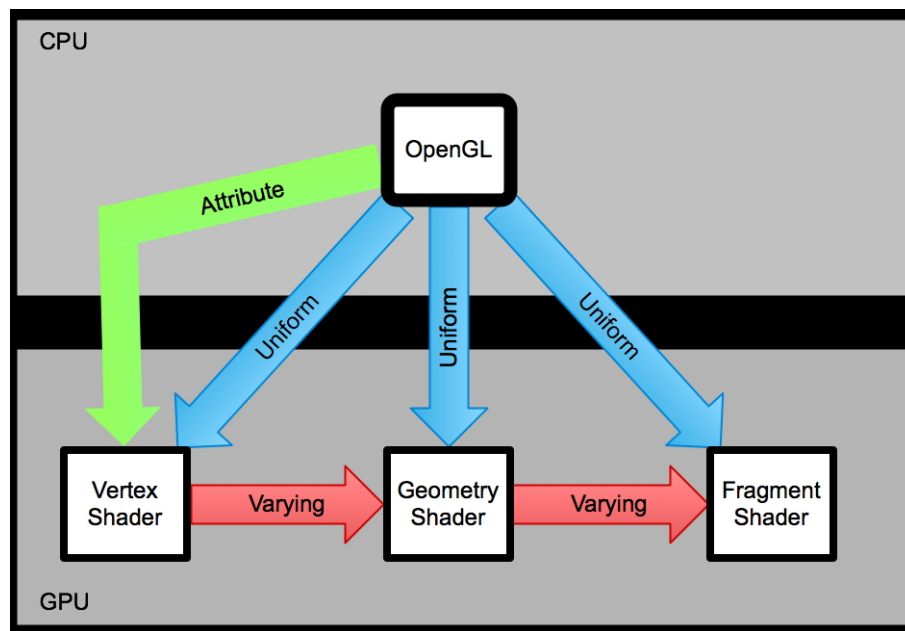 CPU
OpenGL
Attribute
Uniform
Uniform
Uniform
Vertex
Shader
Varying
Geometry
Shader
Varying
Fragment
Shader
GPU